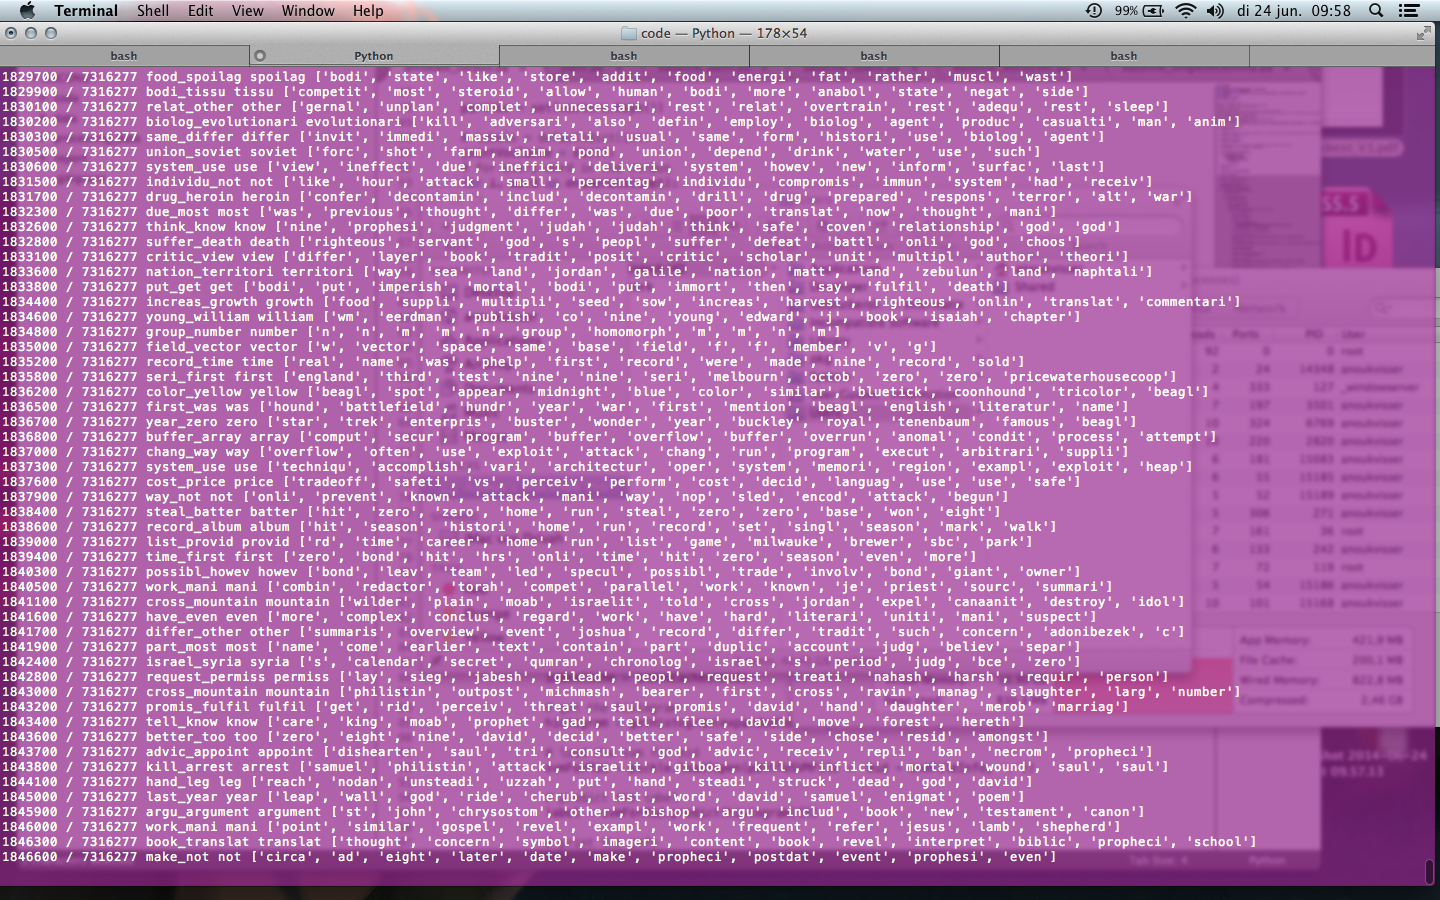 Terminal Shell Edit View Window Help 99% di 24 jun. 09:58
code — Python — 178×54
bash Python bash bash bash
1829700 / 7316277 food_spoilag spoilag ['bodi', 'state', 'like', 'store', 'addit', 'food', 'energi', 'fat', 'rather', 'muscl', 'wast']
1829900 / 7316277 bodi_tissu tissu ['competit', 'most', 'steroid', 'allow', 'human', 'bodi', 'more', 'anabol', 'state', 'negat', 'side']
1830100 / 7316277 relat_other other ['gernal', 'unplan', 'complet', 'unnecessari', 'rest', 'relat', 'overtrain', 'rest', 'adequ', 'rest', 'sleep']
1830200 / 7316277 biolog_evolutionari evolutionari ['kill', 'adversari', 'also', 'defin', 'employ', 'biolog', 'agent', 'produc', 'casualti', 'man', 'anim']
1830300 / 7316277 same_differ differ ['invit', 'immedi', 'massiv', 'retali', 'usual', 'same', 'form', 'histori', 'use', 'biolog', 'agent']
1830500 / 7316277 union_soviet soviet ['forc', 'shot', 'farm', 'anim', 'pond', 'union', 'depend', 'drink', 'water', 'use', 'such']
1830600 / 7316277 system_use use ['view', 'ineffect', 'due', 'ineffici', 'deliveri', 'system', 'howev', 'new', 'inform', 'surfac', 'last']
1831500 / 7316277 individu_not not ['like', 'hour', 'attack', 'small', 'percentag', 'individu', 'compromis', 'immun', 'system', 'had', 'receiv']
1831700 / 7316277 drug_heroin heroin ['confer', 'decontamin', 'includ', 'decontamin', 'drill', 'drug', 'prepared', 'respons', 'terror', 'alt', 'war']
1832300 / 7316277 due_most most ['was', 'previous', 'thought', 'differ', 'was', 'due', 'poor', 'translat', 'now', 'thought', 'mani']
1832600 / 7316277 think_know know ['nine', 'prophesi', 'judgment', 'judah', 'judah', 'think', 'safe', 'coven', 'relationship', 'god', 'god']
1832800 / 7316277 suffer_death death ['righteous', 'servant', 'god', 's', 'peopl', 'suffer', 'defeat', 'battl', 'onli', 'god', 'choos']
1833100 / 7316277 critic_view view ['differ', 'layer', 'book', 'tradit', 'posit', 'critic', 'scholar', 'unit', 'multipl', 'author', 'theori']
1833600 / 7316277 nation_territori territori ['way', 'sea', 'land', 'jordan', 'galile', 'nation', 'matt', 'land', 'zebulun', 'land', 'naphtali']
1833800 / 7316277 put_get get ['bodi', 'put', 'imperish', 'mortal', 'bodi', 'put', 'immort', 'then', 'say', 'fulfil', 'death']
1834400 / 7316277 increas_growth growth ['food', 'suppli', 'multipli', 'seed', 'sow', 'increas', 'harvest', 'righteous', 'onlin', 'translat', 'commentari']
1834600 / 7316277 young_william william ['wm', 'eerdman', 'publish', 'co', 'nine', 'young', 'edward', 'j', 'book', 'isaiah', 'chapter']
1834800 / 7316277 group_number number ['n', 'n', 'm', 'm', 'n', 'group', 'homomorph', 'm', 'm', 'n', 'm']
1835000 / 7316277 field_vector vector ['w', 'vector', 'space', 'same', 'base', 'field', 'f', 'f', 'member', 'v', 'g']
1835200 / 7316277 record_time time ['real', 'name', 'was', 'phelp', 'first', 'record', 'were', 'made', 'nine', 'record', 'sold']
1835800 / 7316277 seri_first first ['england', 'third', 'test', 'nine', 'nine', 'seri', 'melbourn', 'octob', 'zero', 'zero', 'pricewaterhousecoop']
1836200 / 7316277 color_yellow yellow ['beagl', 'spot', 'appear', 'midnight', 'blue', 'color', 'similar', 'bluetick', 'coonhound', 'tricolor', 'beagl']
1836500 / 7316277 first_was was ['hound', 'battlefield', 'hundr', 'year', 'war', 'first', 'mention', 'beagl', 'english', 'literatur', 'name']
1836700 / 7316277 year_zero zero ['star', 'trek', 'enterpris', 'buster', 'wonder', 'year', 'buckley', 'royal', 'tenenbaum', 'famous', 'beagl']
1836800 / 7316277 buffer_array array ['comput', 'secur', 'program', 'buffer', 'overflow', 'buffer', 'overrun', 'anomal', 'condit', 'process', 'attempt']
1837000 / 7316277 chang_way way ['overflow', 'often', 'use', 'exploit', 'attack', 'chang', 'run', 'program', 'execut', 'arbitrari', 'suppli']
1837300 / 7316277 system_use use ['techniqu', 'accomplish', 'vari', 'architectur', 'oper', 'system', 'memori', 'region', 'exampl', 'exploit', 'heap']
1837600 / 7316277 cost_price price ['tradeoff', 'safeti', 'vs', 'perceiv', 'perform', 'cost', 'decid', 'languag', 'use', 'use', 'safe']
1837900 / 7316277 way_not not ['onli', 'prevent', 'known', 'attack', 'mani', 'way', 'nop', 'sled', 'encod', 'attack', 'begun']
1838400 / 7316277 steal_batter batter ['hit', 'zero', 'zero', 'home', 'run', 'steal', 'zero', 'zero', 'base', 'won', 'eight']
1838600 / 7316277 record_album album ['hit', 'season', 'histori', 'home', 'run', 'record', 'set', 'singl', 'season', 'mark', 'walk']
1839000 / 7316277 list_provid provid ['rd', 'time', 'career', 'home', 'run', 'list', 'game', 'milwauke', 'brewer', 'sbc', 'park']
1839400 / 7316277 time_first first ['zero', 'bond', 'hit', 'hrs', 'onli', 'time', 'hit', 'zero', 'season', 'even', 'more']
1840300 / 7316277 possibl_howev howev ['bond', 'leav', 'team', 'led', 'specul', 'possibl', 'trade', 'involv', 'bond', 'giant', 'owner']
1840500 / 7316277 work_mani mani ['combin', 'redactor', 'torah', 'compet', 'parallel', 'work', 'known', 'je', 'priest', 'sourc', 'summari']
1841100 / 7316277 cross_mountain mountain ['wilder', 'plain', 'moab', 'israelit', 'told', 'cross', 'jordan', 'expel', 'canaanit', 'destroy', 'idol']
1841600 / 7316277 have_even even ['more', 'complex', 'conclus', 'regard', 'work', 'have', 'hard', 'literari', 'uniti', 'mani', 'suspect']
1841700 / 7316277 differ_other other ['summaris', 'overview', 'event', 'joshua', 'record', 'differ', 'tradit', 'such', 'concern', 'adonibezek', 'c']
1841900 / 7316277 part_most most ['name', 'come', 'earlier', 'text', 'contain', 'part', 'duplic', 'account', 'judg', 'believ', 'separ']
1842400 / 7316277 israel_syria syria ['s', 'calendar', 'secret', 'qumran', 'chronolog', 'israel', 's', 'period', 'judg', 'bce', 'zero']
1842800 / 7316277 request_permiss permiss ['lay', 'sieg', 'jabesh', 'gilead', 'peopl', 'request', 'treati', 'nahash', 'harsh', 'requir', 'person']
1843000 / 7316277 cross_mountain mountain ['philistin', 'outpost', 'michmash', 'bearer', 'first', 'cross', 'ravin', 'manag', 'slaughter', 'larg', 'number']
1843200 / 7316277 promis_fulfil fulfil ['get', 'rid', 'perceiv', 'threat', 'saul', 'promis', 'david', 'hand', 'daughter', 'merob', 'marriag']
1843400 / 7316277 tell_know know ['care', 'king', 'moab', 'prophet', 'gad', 'tell', 'flee', 'david', 'move', 'forest', 'hereth']
1843600 / 7316277 better_too too ['zero', 'eight', 'nine', 'david', 'decid', 'better', 'safe', 'side', 'chose', 'resid', 'amongst']
1843700 / 7316277 advic_appoint appoint ['dishearten', 'saul', 'tri', 'consult', 'god', 'advic', 'receiv', 'repli', 'ban', 'necrom', 'propheci']
1843800 / 7316277 kill_arrest arrest ['samuel', 'philistin', 'attack', 'israelit', 'gilboa', 'kill', 'inflict', 'mortal', 'wound', 'saul', 'saul']
1844100 / 7316277 hand_leg leg ['reach', 'nodan', 'unsteadi', 'uzzah', 'put', 'hand', 'steadi', 'struck', 'dead', 'god', 'david']
1845000 / 7316277 last_year year ['leap', 'wall', 'god', 'ride', 'cherub', 'last', 'word', 'david', 'samuel', 'enigmat', 'poem']
1845900 / 7316277 argu_argument argument ['st', 'john', 'chrysostom', 'other', 'bishop', 'argu', 'includ', 'book', 'new', 'testament', 'canon']
1846000 / 7316277 work_mani mani ['point', 'similar', 'gospel', 'revel', 'exampl', 'work', 'frequent', 'refer', 'jesus', 'lamb', 'shepherd']
1846300 / 7316277 book_translat translat ['thought', 'concern', 'symbol', 'imageri', 'content', 'book', 'revel', 'interpret', 'biblic', 'propheci', 'school']
1846600 / 7316277 make_not not ['circa', 'ad', 'eight', 'later', 'date', 'make', 'propheci', 'postdat', 'event', 'prophesi', 'even']